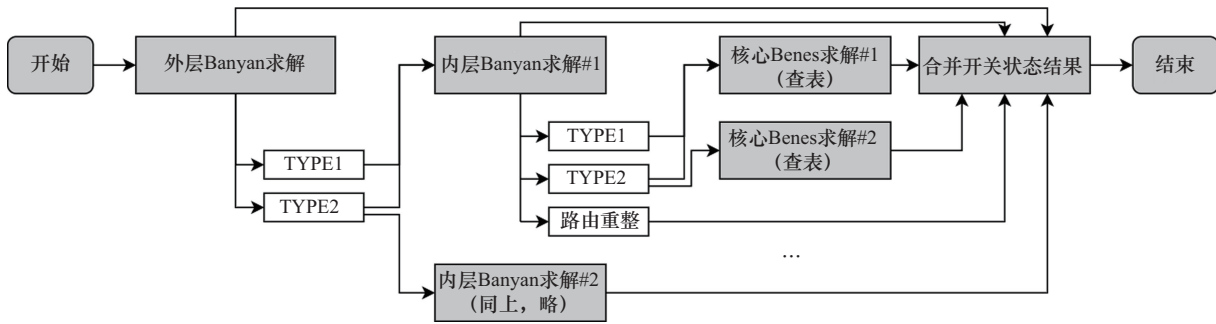 开始
外层Banyan求解
内层Banyan求解#1
核心Benes求解#1
（查表）
合并开关状态结果
结束
TYPE1
TYPE2
TYPE1
TYPE2
路由重整
核心Benes求解#2
（查表）
…
内层Banyan求解#2
（同上，略）